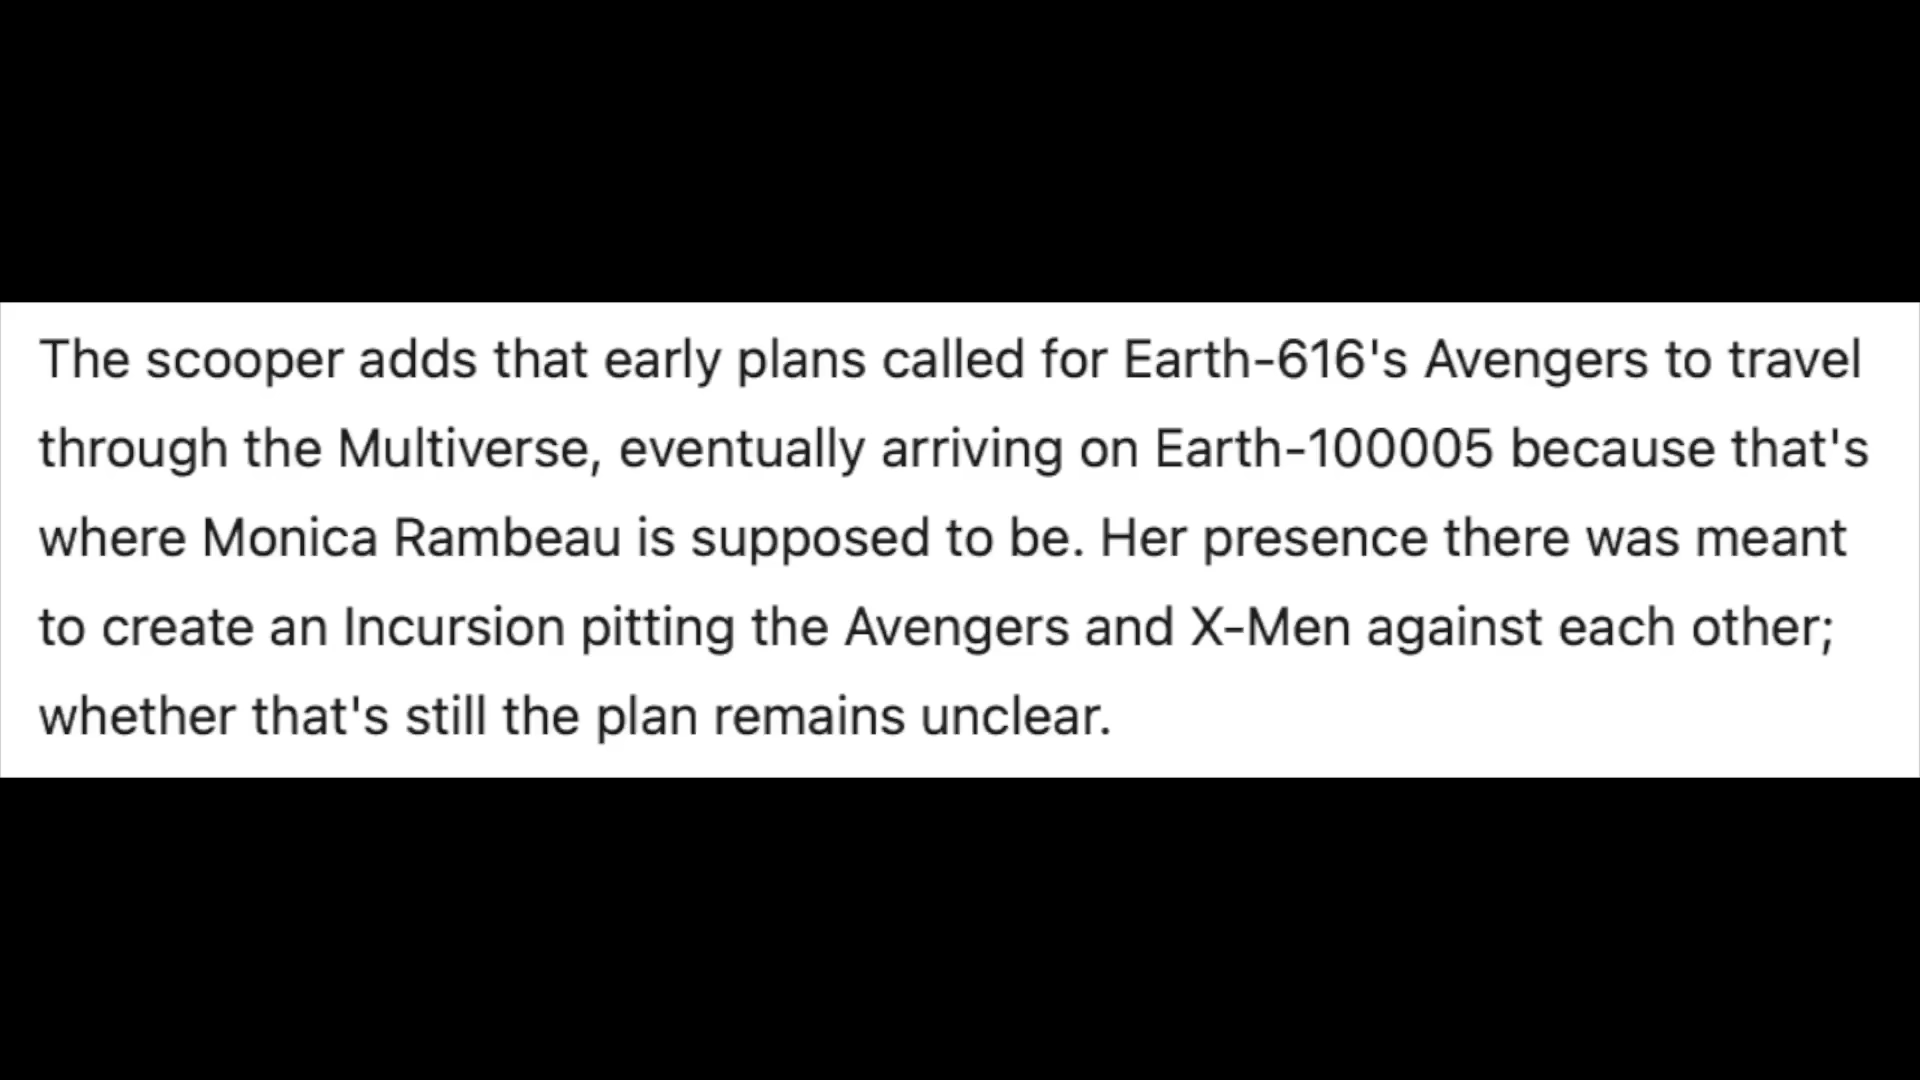 The scooper adds that early plans called for Earth-616's Avengers to travel
through the Multiverse, eventually arriving on Earth-100005 because that's
where Monica Rambeau is supposed to be. Her presence there was meant
to create an Incursion pitting the Avengers and X-Men against each other;
whether that's still the plan remains unclear.